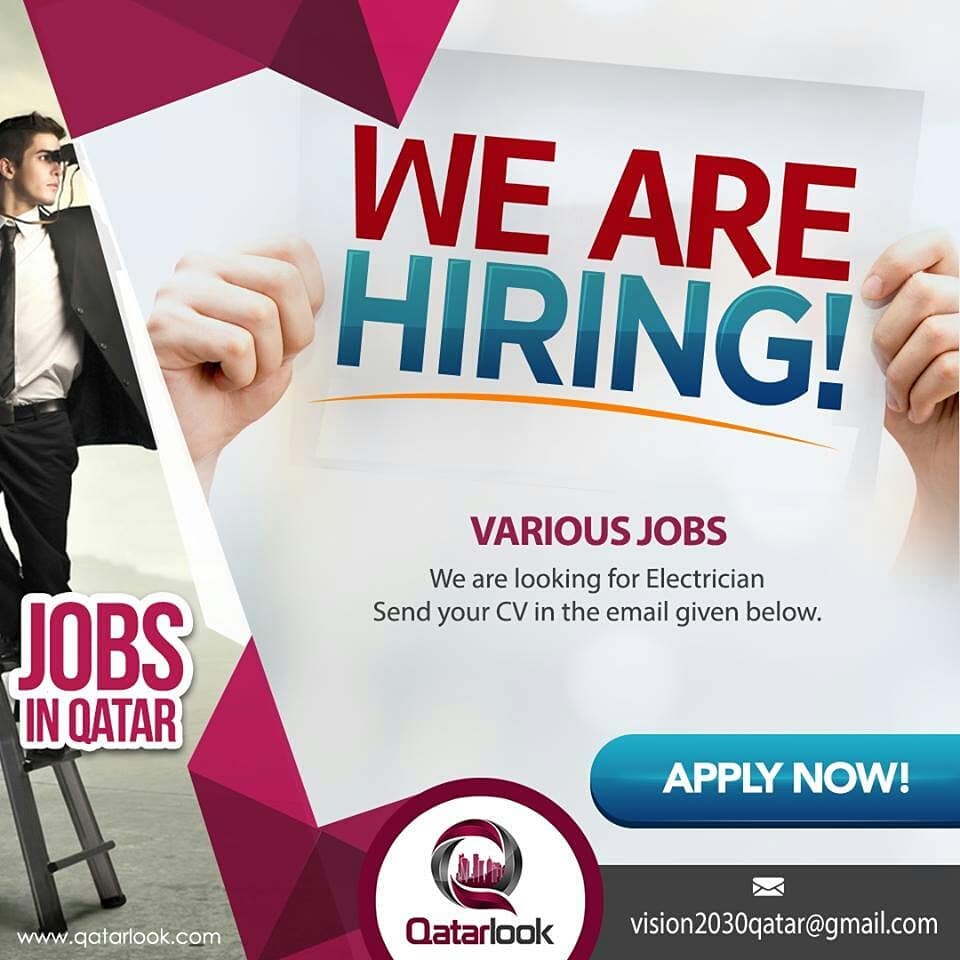 WE ARE
HIRING!
VARIOUS JOBS
We are looking for Electrician
Send your CV in the email given below.
JOBS
IN QATAR
APPLY NOW!
Qatarlook
www.qatarlook.com
vision2030qatar@gmail.com